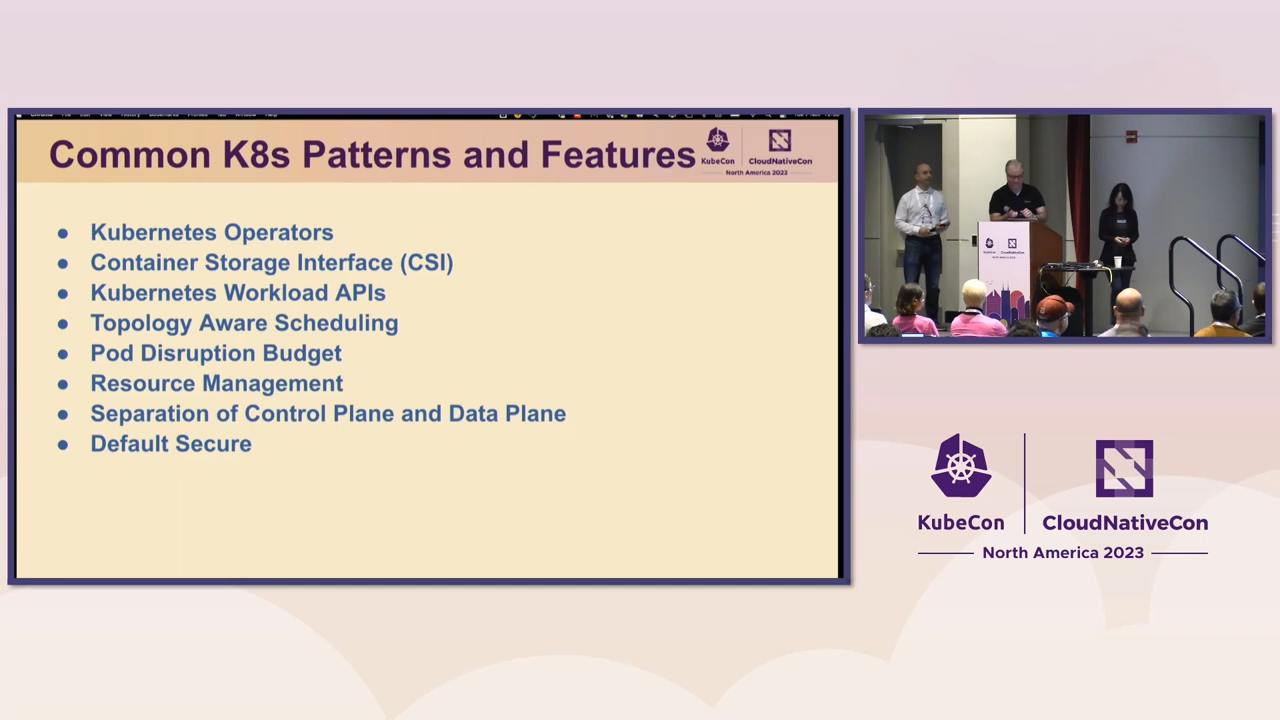 Common K8s Patterns and Features
KubeCon
CloudNativeCon
North America 2023
Kubernetes Operators
Container Storage Interface (CSI)
Kubernetes Workload APIs
Topology Aware Scheduling
Pod Disruption Budget
Resource Management
Separation of Control Plane and Data Plane
Default Secure
KubeCon
CloudNativeCon
North America 2023